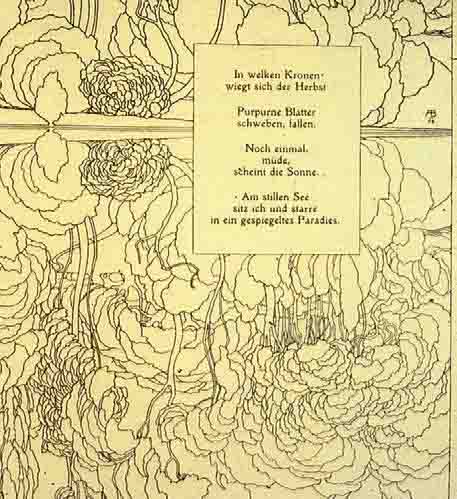 In welken Kronen
wiegt sich der Herbst
Purpurne Blätter
schweben, fallen.
Noch einmal,
müde,
scheint die Sonne.
Am stillen See
sitz ich und starre
in ein gespiegeltes Paradies.